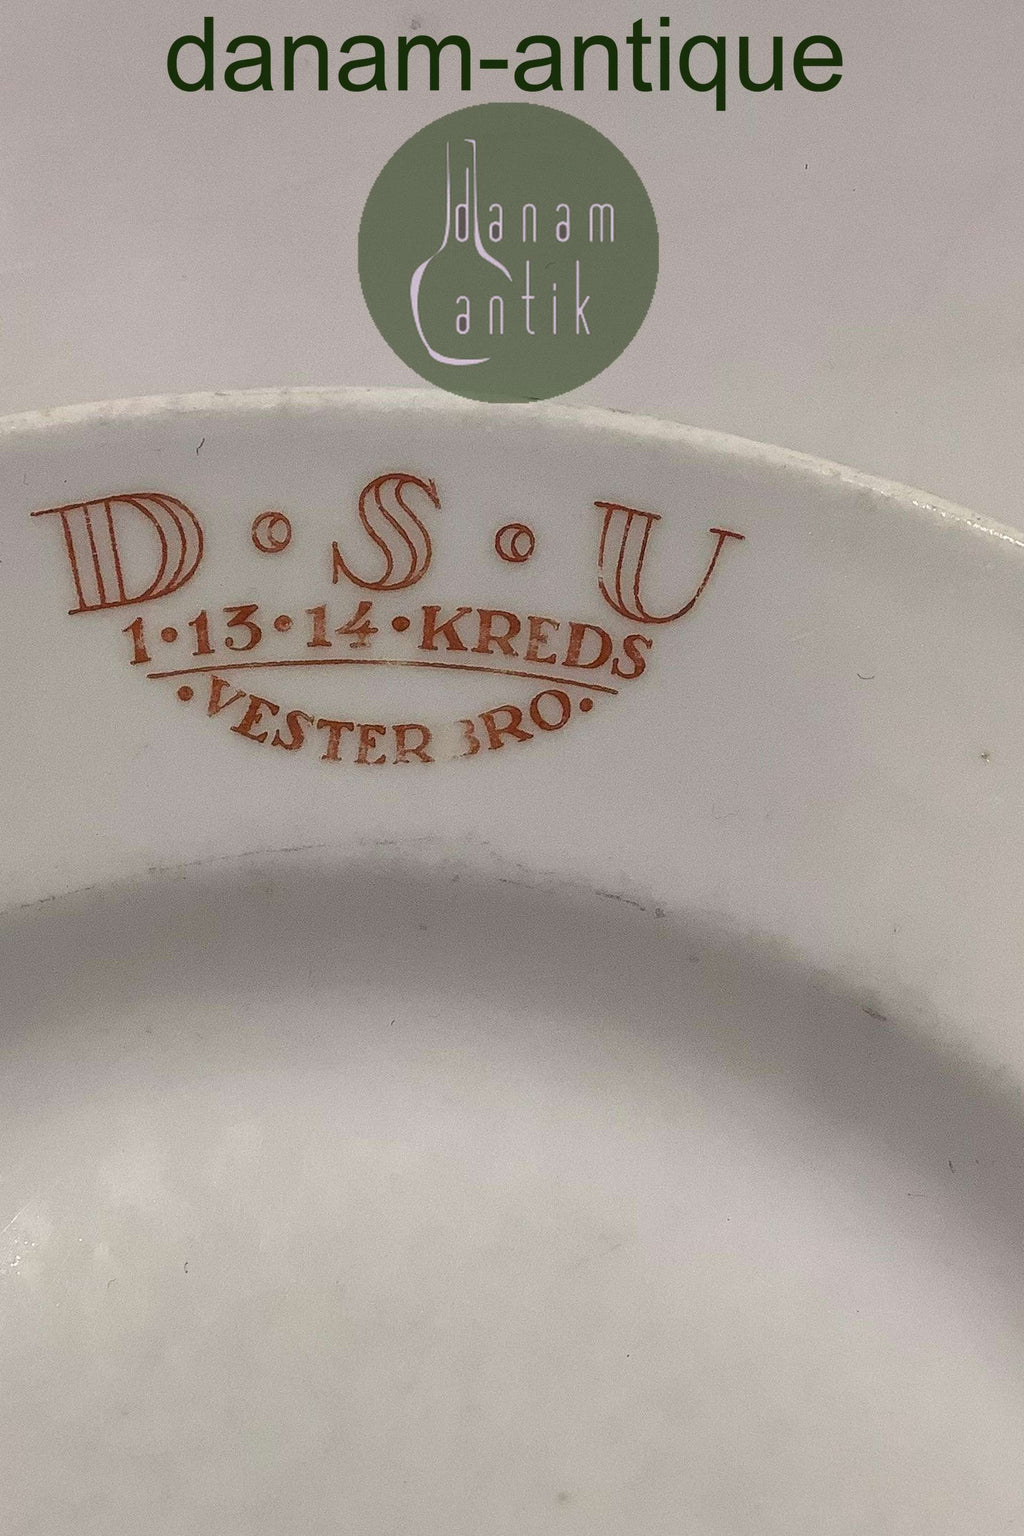 danam-antique
danam
antik
D·S·U
1·13·14·KREDS
·VESTER BRO·